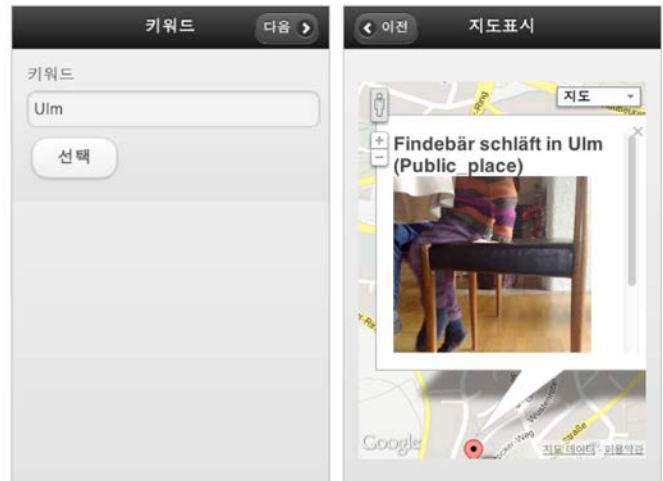 키워드
다음
키워드
Ulm
선택
이전
지도표시
지도
Findebär schläft in Ulm
(Public_place)
Google
지도 데이터 - 이용약관